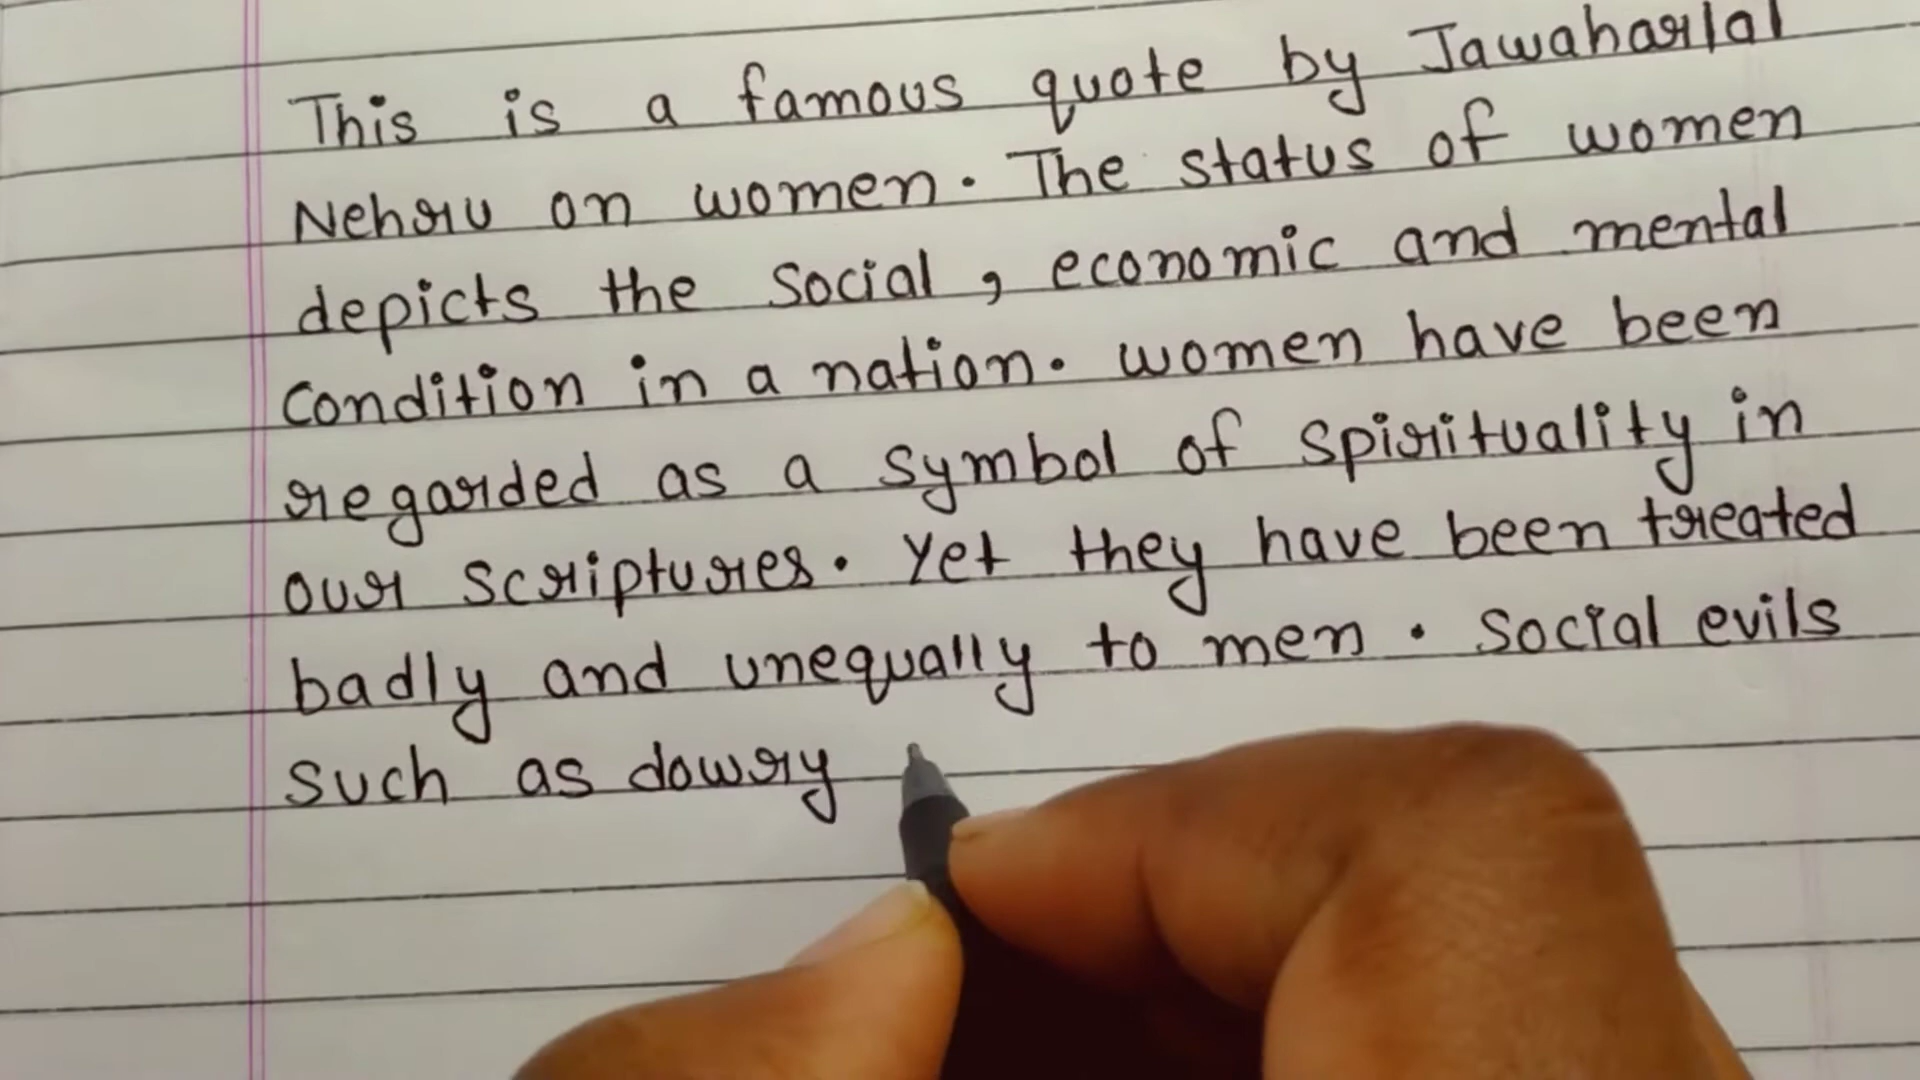 This is a famous quote by Jawaharlal
Nehru on women. The status of women
depicts the social, economic and mental
condition in a nation. women have been
regarded as a symbol of spirituality in
our scriptures. Yet they have been treated
badly and unequally to men. Social evils
such as dowry